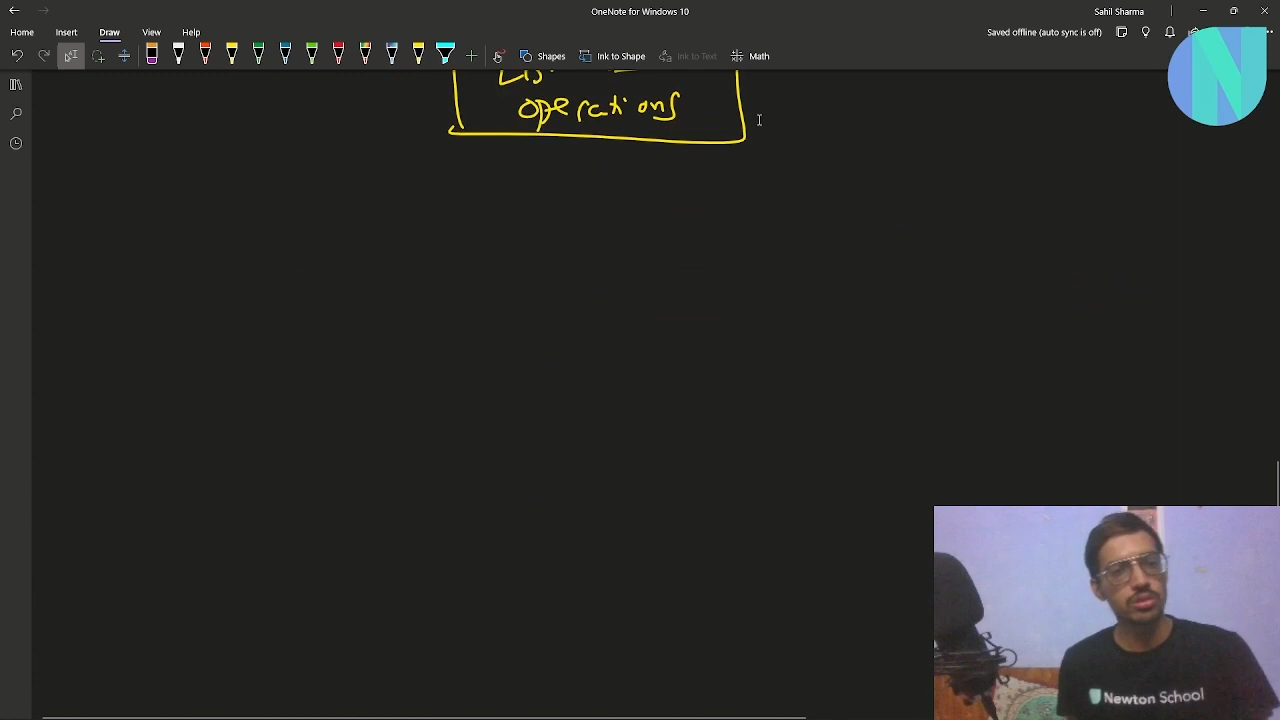 OneNote for Windows 10
Sahil Sharma
Home Insert Draw View Help
Saved offline (auto sync is off)
Shapes Ink to Shape Ink to Text Math
operations
N
Newton School